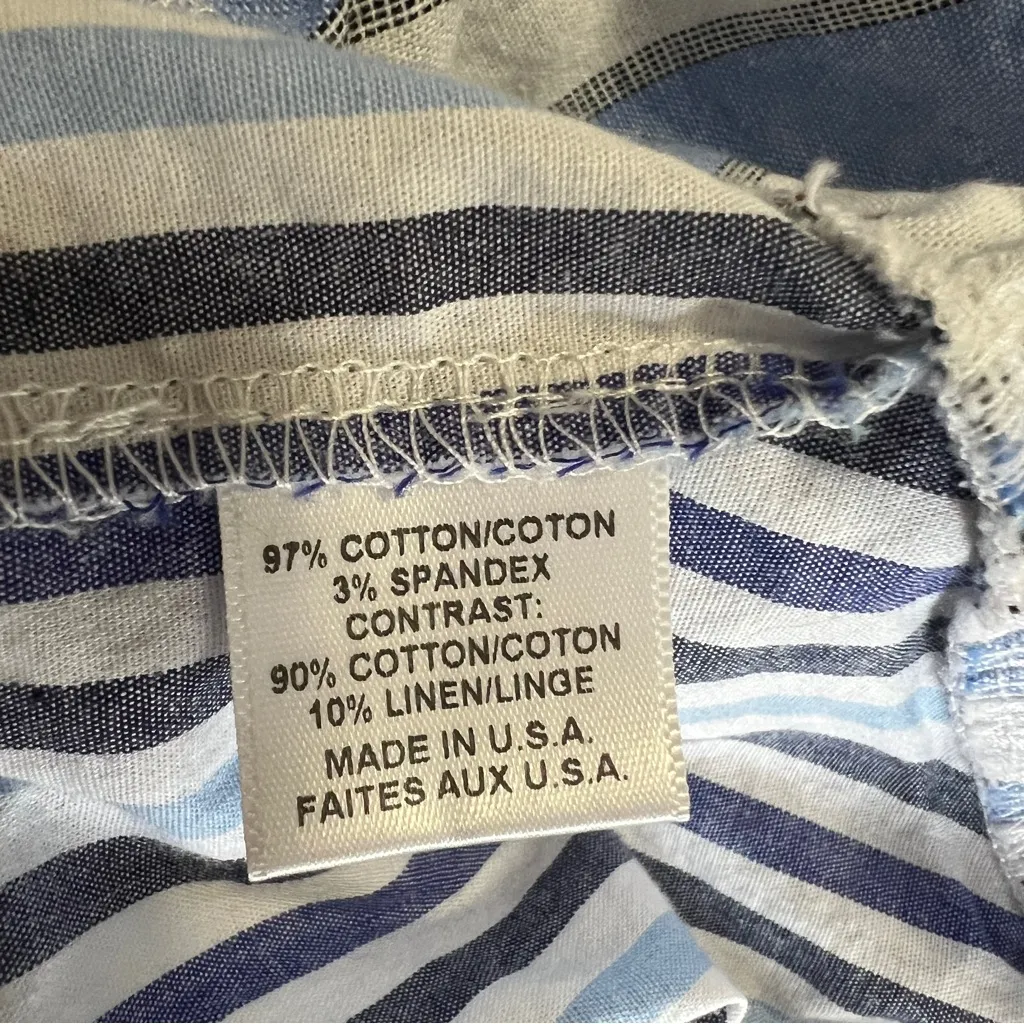 97% COTTON/COTON
3% SPANDEX
CONTRAST:
90% COTTON/COTON
10% LINEN/LINGE
MADE IN U.S.A.
FAITES AUX U.S.A.